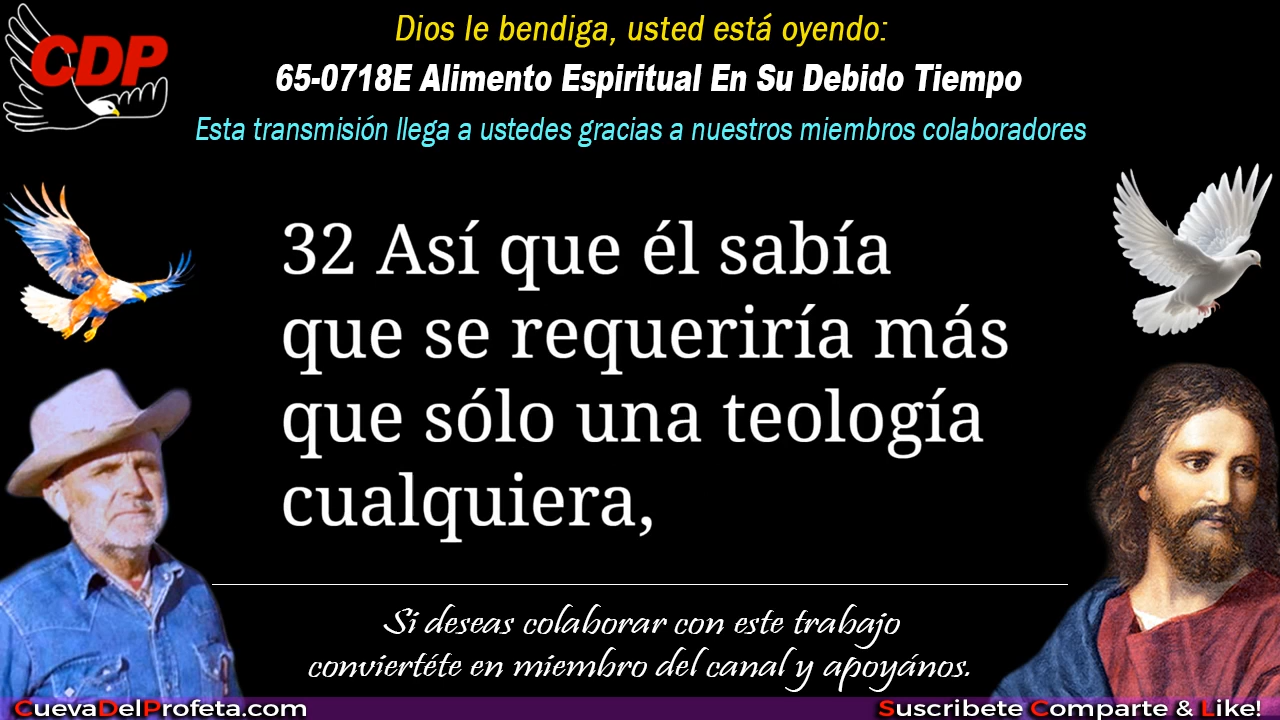 CDP
Dios le bendiga, usted está oyendo:
65-0718E Alimento Espiritual En Su Debido Tiempo
Esta transmisión llega a ustedes gracias a nuestros miembros colaboradores
32 Así que él sabía
que se requeriría más
que sólo una teología
cualquiera,
Si deseas colaborar con este trabajo
conviertéte en miembro del canal y apoyános.
CuevaDelProfeta.com
Suscribete Comparte & Like!